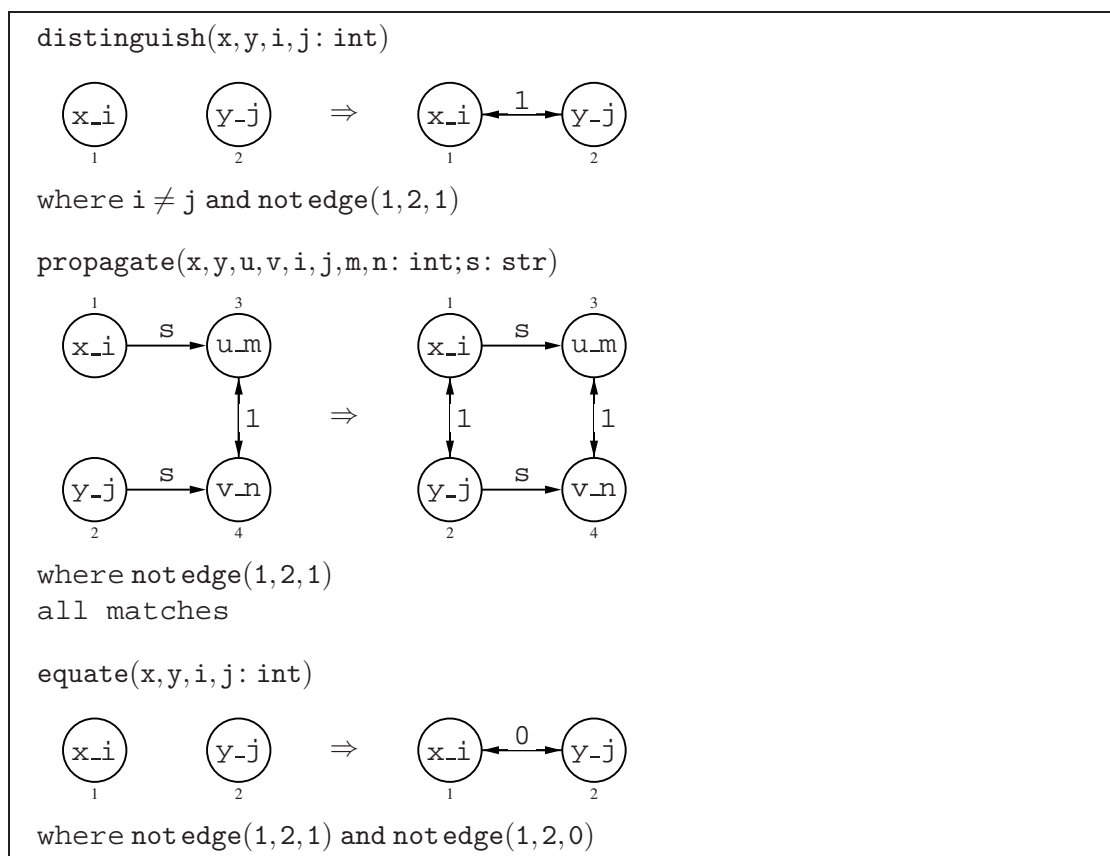 distinguish(x,y,i,j: int)
x_i y_j ⇒ x_i 1 y_j
1 2 1 2
where i ≠ j and not edge(1,2,1)
propagate(x,y,u,v,i,j,m,n: int;s: str)
1 3 1 3
x_i s u_m x_i s u_m
1 ⇒ 1 1
y_j s v_n y_j s v_n
2 4 2 4
where not edge(1,2,1)
all matches
equate(x,y,i,j: int)
x_i y_j ⇒ x_i 0 y_j
1 2 1 2
where not edge(1,2,1) and not edge(1,2,0)